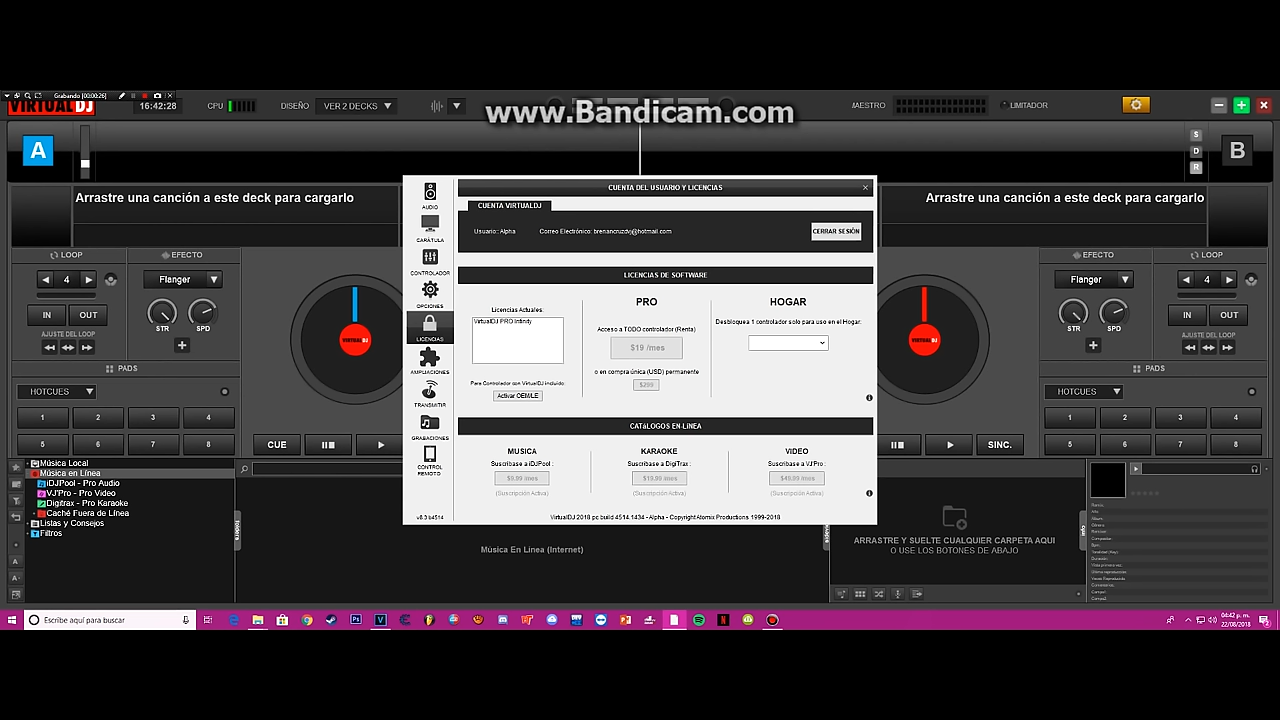 Grabando [00:00:26]
VIRTUAL DJ
16:42:28
CPU
DISEÑO
VER 2 DECKS
www.Bandicam.com
MAESTRO
LIMITADOR
A
S
D
R
B
Arrastre una canción a este deck para cargarlo
Arrastre una canción a este deck para cargarlo
LOOP
EFECTO
4
Flanger
IN
OUT
STR
SPD
AJUSTE DEL LOOP
PADS
HOTCUES
1
2
3
4
5
6
7
8
CUE
AUDIO
CARÁTULA
CONTROLADOR
OPCIONES
LICENCIAS
AMPLIACIONES
TRANSMITIR
GRABACIONES
CONTROL
REMOTO
v8.3 b4514
CUENTA DEL USUARIO Y LICENCIAS
CUENTA VIRTUALDJ
Usuario:: Alpha
Correo Electrónico: brenancruzdvj@hotmail.com
CERRAR SESIÓN
LICENCIAS DE SOFTWARE
Licencias Actuales:
VirtualDJ PRO Infinity
Para Controlador con VirtualDJ incluido:
Activar OEM/LE
PRO
Acceso a TODO controlador (Renta)
$19 /mes
o en compra única (USD) permanente
$299
HOGAR
Desbloquea 1 controlador solo para uso en el Hogar:
CATáLOGOS EN-LíNEA
MUSICA
Suscribase a iDJPool :
$9.99 /mes
(Suscripción Activa)
KARAOKE
Suscribase a DigiTrax :
$19.99 /mes
(Suscripción Activa)
VIDEO
Suscribase a VJ'Pro :
$49.99 /mes
(Suscripción Activa)
VirtualDJ 2018 pc build 4514.1434 - Alpha - Copyright Atomix Productions 1999-2018
EFECTO
LOOP
Flanger
4
STR
SPD
IN
OUT
AJUSTE DEL LOOP
PADS
HOTCUES
1
2
3
4
5
6
7
8
SINC.
Música Local
Música en Línea
iDJPool - Pro Audio
VJ'Pro - Pro Video
Digitrax - Pro Karaoke
Caché Fuera de Línea
Listas y Consejos
Filtros
Música En Línea (Internet)
ARRASTRE Y SUELTE CUALQUIER CARPETA AQUI
O USE LOS BOTONES DE ABAJO
Escribe aquí para buscar
04:42 p. m.
22/08/2018